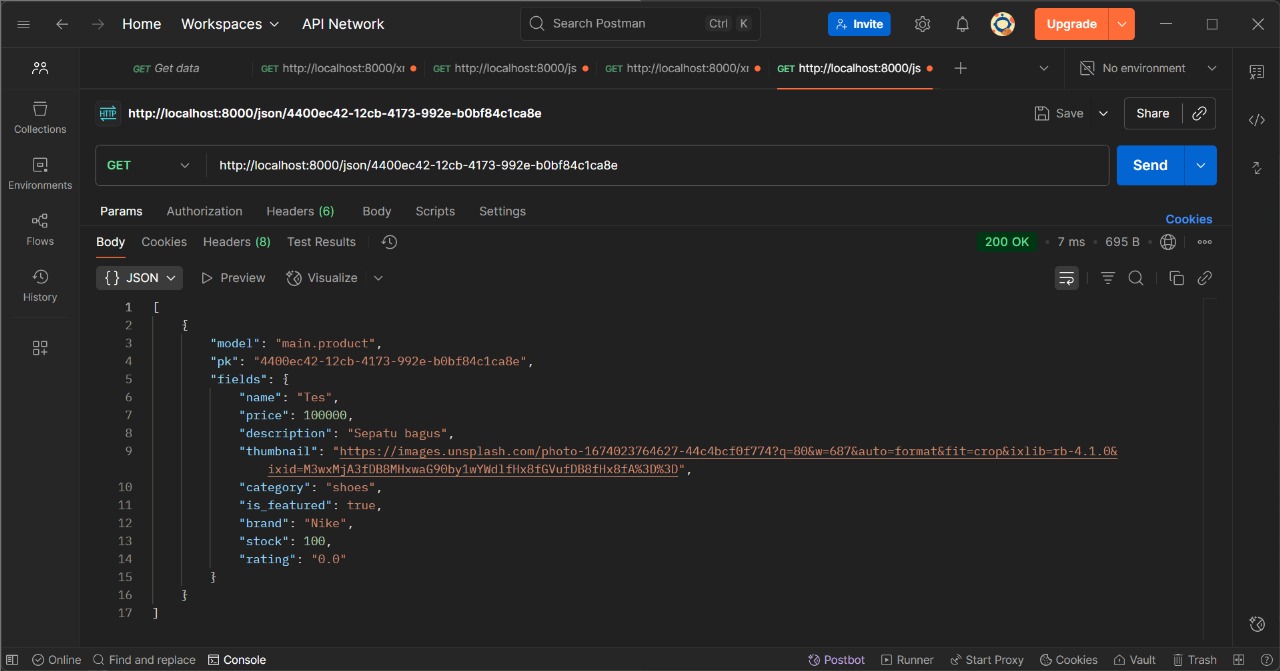 Home Workspaces API Network Search Postman Ctrl K Invite Upgrade
GET Get data GET http://localhost:8000/xr GET http://localhost:8000/js GET http://localhost:8000/xr GET http://localhost:8000/js No environment
HTTP http://localhost:8000/json/4400ec42-12cb-4173-992e-b0bf84c1ca8e Save Share
Collections
Environments
Flows
History
GET http://localhost:8000/json/4400ec42-12cb-4173-992e-b0bf84c1ca8e Send
Params Authorization Headers (6) Body Scripts Settings
Cookies
Body Cookies Headers (8) Test Results 200 OK • 7 ms • 695 B
{} JSON Preview Visualize
1 [
2 {
3 "model": "main.product",
4 "pk": "4400ec42-12cb-4173-992e-b0bf84c1ca8e",
5 "fields": {
6 "name": "Tes",
7 "price": 100000,
8 "description": "Sepatu bagus",
9 "thumbnail": "https://images.unsplash.com/photo-1674023764627-44c4bcf0f774?q=80&w=687&auto=format&fit=crop&ixlib=rb-4.1.0&
ixid=M3wxMjA3fDB8MHxwaG90by1wYWdlfHx8fGVufDB8fHx8fA%3D%3D",
10 "category": "shoes",
11 "is_featured": true,
12 "brand": "Nike",
13 "stock": 100,
14 "rating": "0.0"
15 }
16 }
17 ]
Online Find and replace Console Postbot Runner Start Proxy Cookies Vault Trash